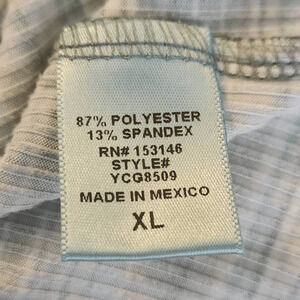 87% POLYESTER
13% SPANDEX
RN# 153146
STYLE#
YCG8509
MADE IN MEXICO
XL